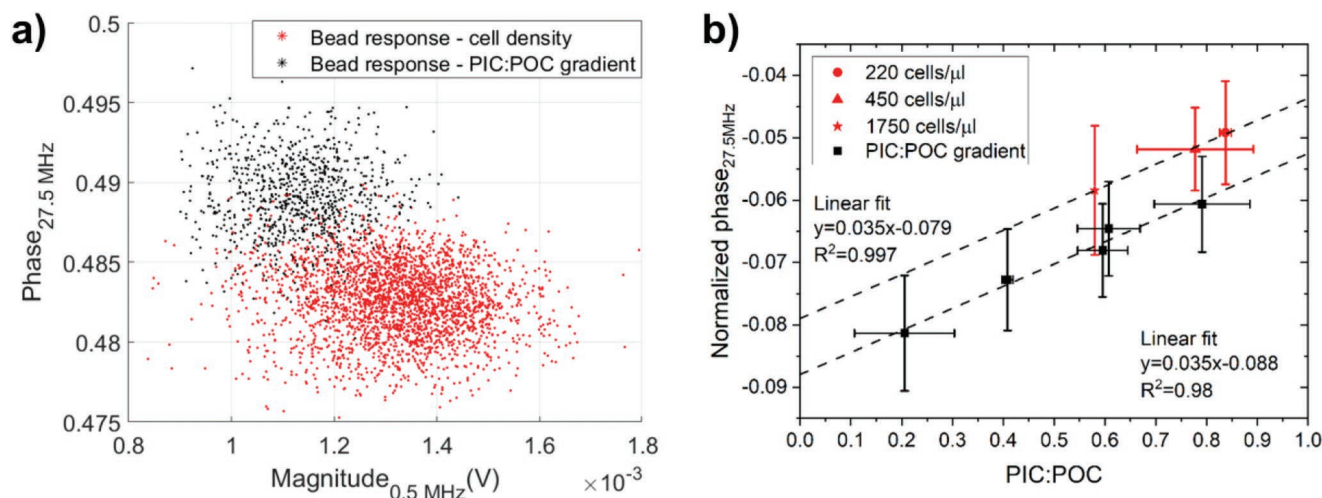 a)
0.5
0.495
0.49
0.485
0.48
0.475
Phase27.5 MHz
Bead response - cell density
Bead response - PIC:POC gradient
0.8
1
1.2
1.4
1.6
1.8
Magnitude0.5 MHz(V)
×10-3
b)
-0.04
-0.05
-0.06
-0.07
-0.08
-0.09
Normalized phase27.5MHz
220 cells/µl
450 cells/µl
1750 cells/µl
PIC:POC gradient
Linear fit
y=0.035x-0.079
R2=0.997
Linear fit
y=0.035x-0.088
R2=0.98
0.0
0.1
0.2
0.3
0.4
0.5
0.6
0.7
0.8
0.9
1.0
PIC:POC